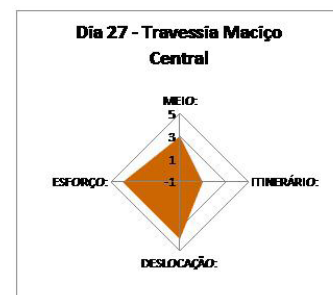 Dia 27 - Travessia Maciço
Central
MEIO:
5
3
1
-1
ESFORÇO:
ITINERÁRIO:
DESLOCAÇÃO: